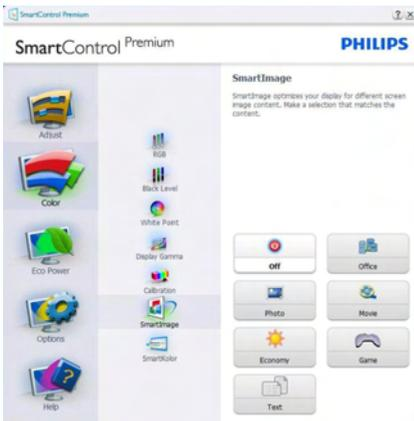 SmartControl Premium
SmartControl Premium
PHILIPS
Adjust
Color
Eco Power
Options
Help
RGB
Black Level
White Point
Display Gamma
Calibration
SmartImage
SmartKolor
SmartImage
SmartImage optimizes your display for different screen
image content. Make a selection that matches the
content.
Off
Office
Photo
Movie
Economy
Game
Text